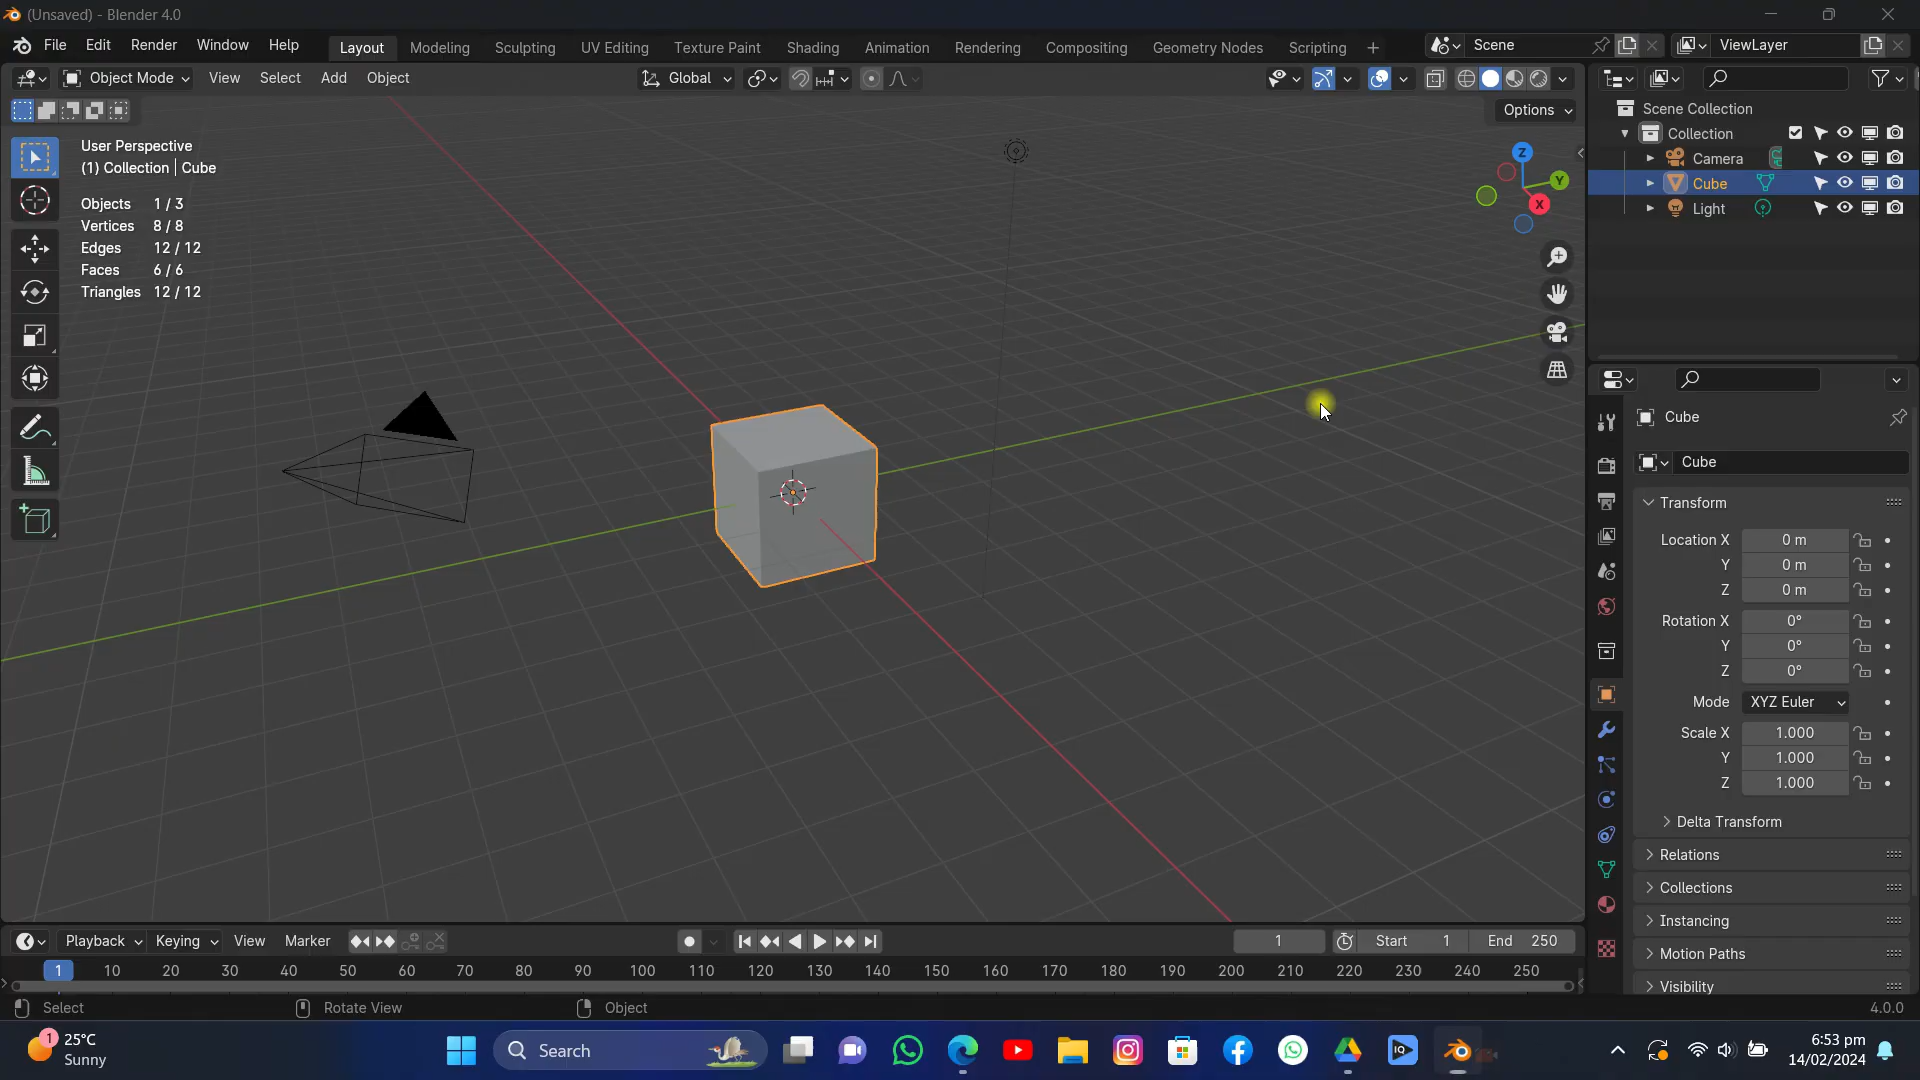 (Unsaved) - Blender 4.0
File Edit Render Window Help Layout Modeling Sculpting UV Editing Texture Paint Shading Animation Rendering Compositing Geometry Nodes Scripting + Scene ViewLayer
Object Mode View Select Add Object Global
Options
User Perspective
(1) Collection | Cube
Objects 1 / 3
Vertices 8 / 8
Edges 12 / 12
Faces 6 / 6
Triangles 12 / 12
Z
Y
X
Scene Collection
Collection
Camera
Cube
Light
Cube
Cube
Transform
Location X 0 m
Y 0 m
Z 0 m
Rotation X 0°
Y 0°
Z 0°
Mode XYZ Euler
Scale X 1.000
Y 1.000
Z 1.000
Delta Transform
Relations
Collections
Instancing
Motion Paths
Visibility
Playback Keying View Marker 1 Start 1 End 250
1 10 20 30 40 50 60 70 80 90 100 110 120 130 140 150 160 170 180 190 200 210 220 230 240 250
Select Rotate View Object 4.0.0
1 25°C
Sunny
Search
IQ
6:53 pm
14/02/2024